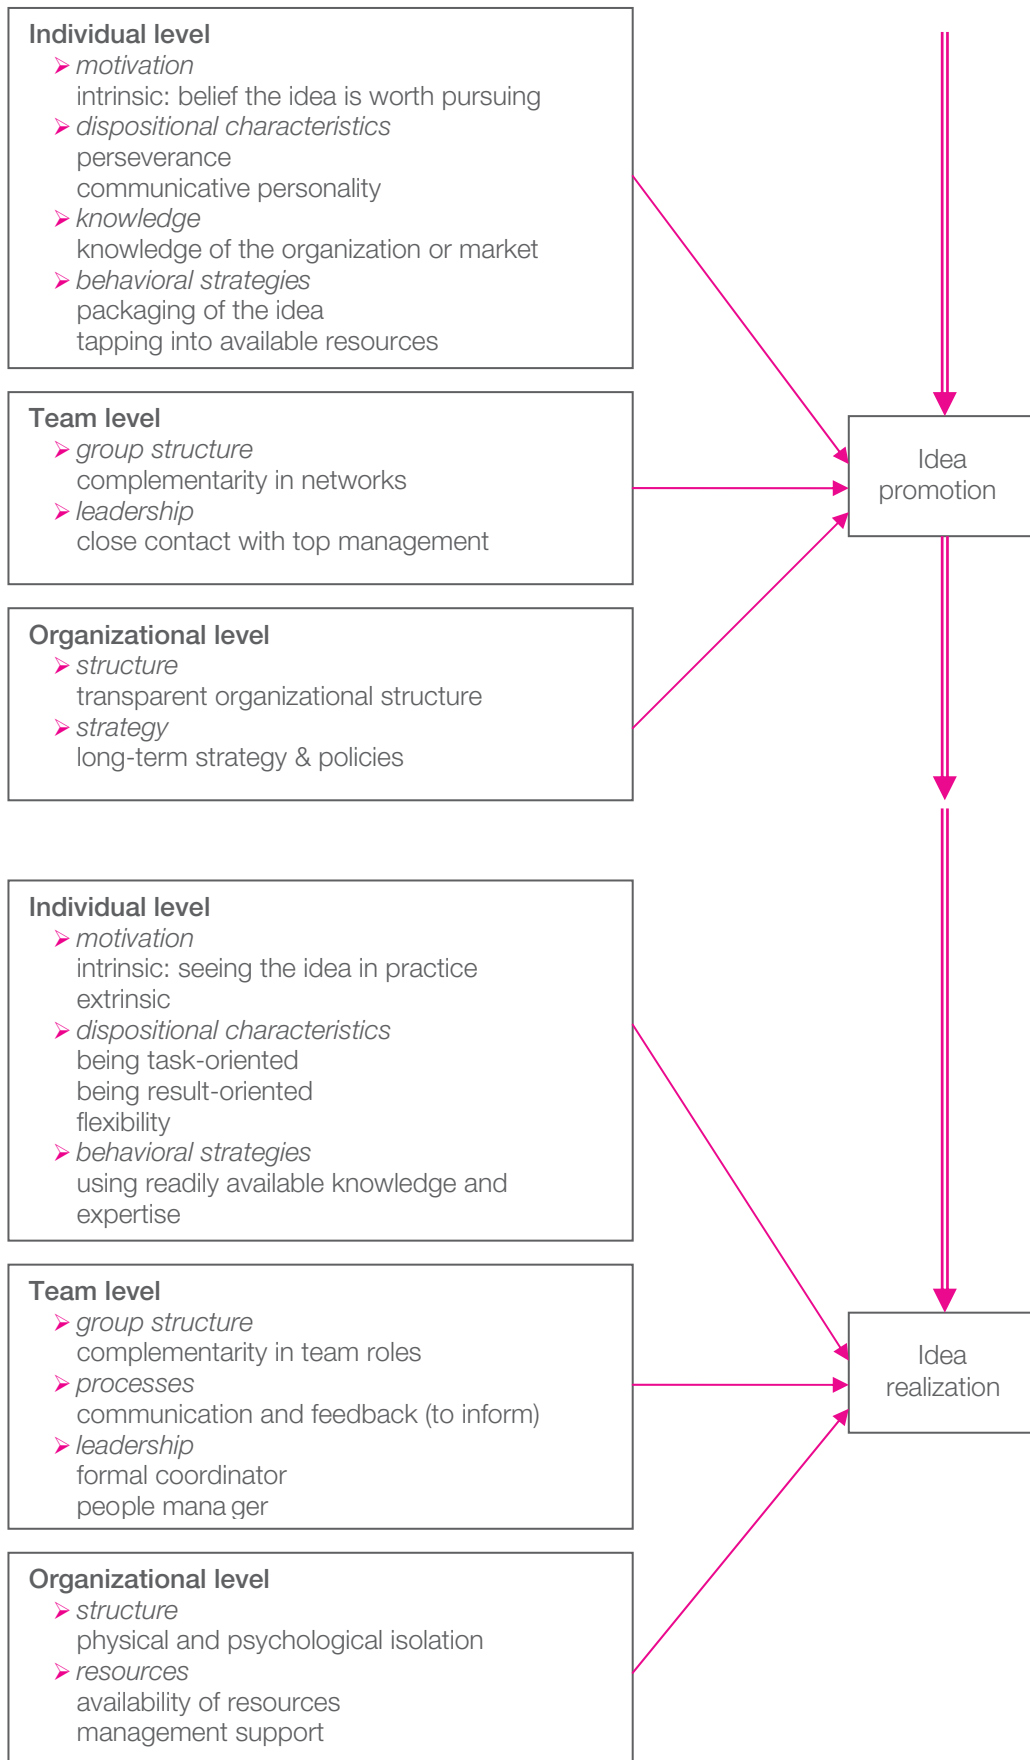 Individual level
motivation
intrinsic: belief the idea is worth pursuing
dispositional characteristics
perseverance
communicative personality
knowledge
knowledge of the organization or market
behavioral strategies
packaging of the idea
tapping into available resources
Team level
group structure
complementarity in networks
leadership
close contact with top management
Idea
promotion
Organizational level
structure
transparent organizational structure
strategy
long-term strategy & policies
Individual level
motivation
intrinsic: seeing the idea in practice
extrinsic
dispositional characteristics
being task-oriented
being result-oriented
flexibility
behavioral strategies
using readily available knowledge and
expertise
Team level
group structure
complementarity in team roles
processes
communication and feedback (to inform)
leadership
formal coordinator
people mana ger
Idea
realization
Organizational level
structure
physical and psychological isolation
resources
availability of resources
management support